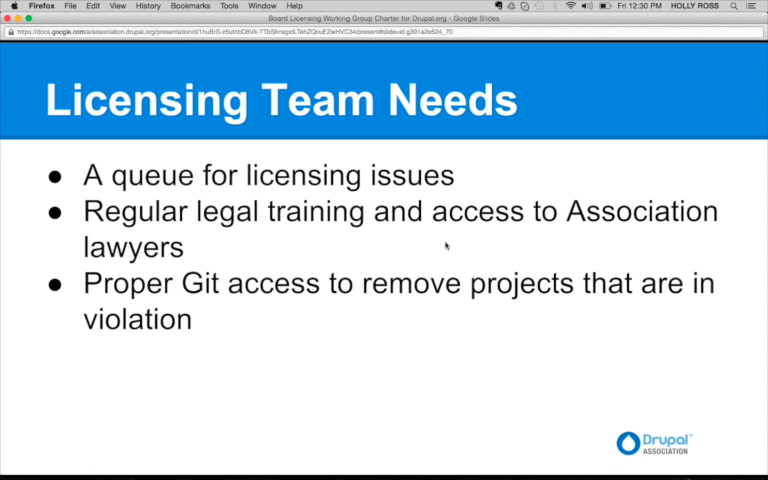 Firefox File Edit View History Bookmarks Tools Window Help Fri 12:30 PM HOLLY ROSS
Board Licensing Working Group Charter for Drupal.org - Google Slides
Licensing Team Needs
● A queue for licensing issues
● Regular legal training and access to Association
lawyers
● Proper Git access to remove projects that are in
violation
Drupal™
ASSOCIATION